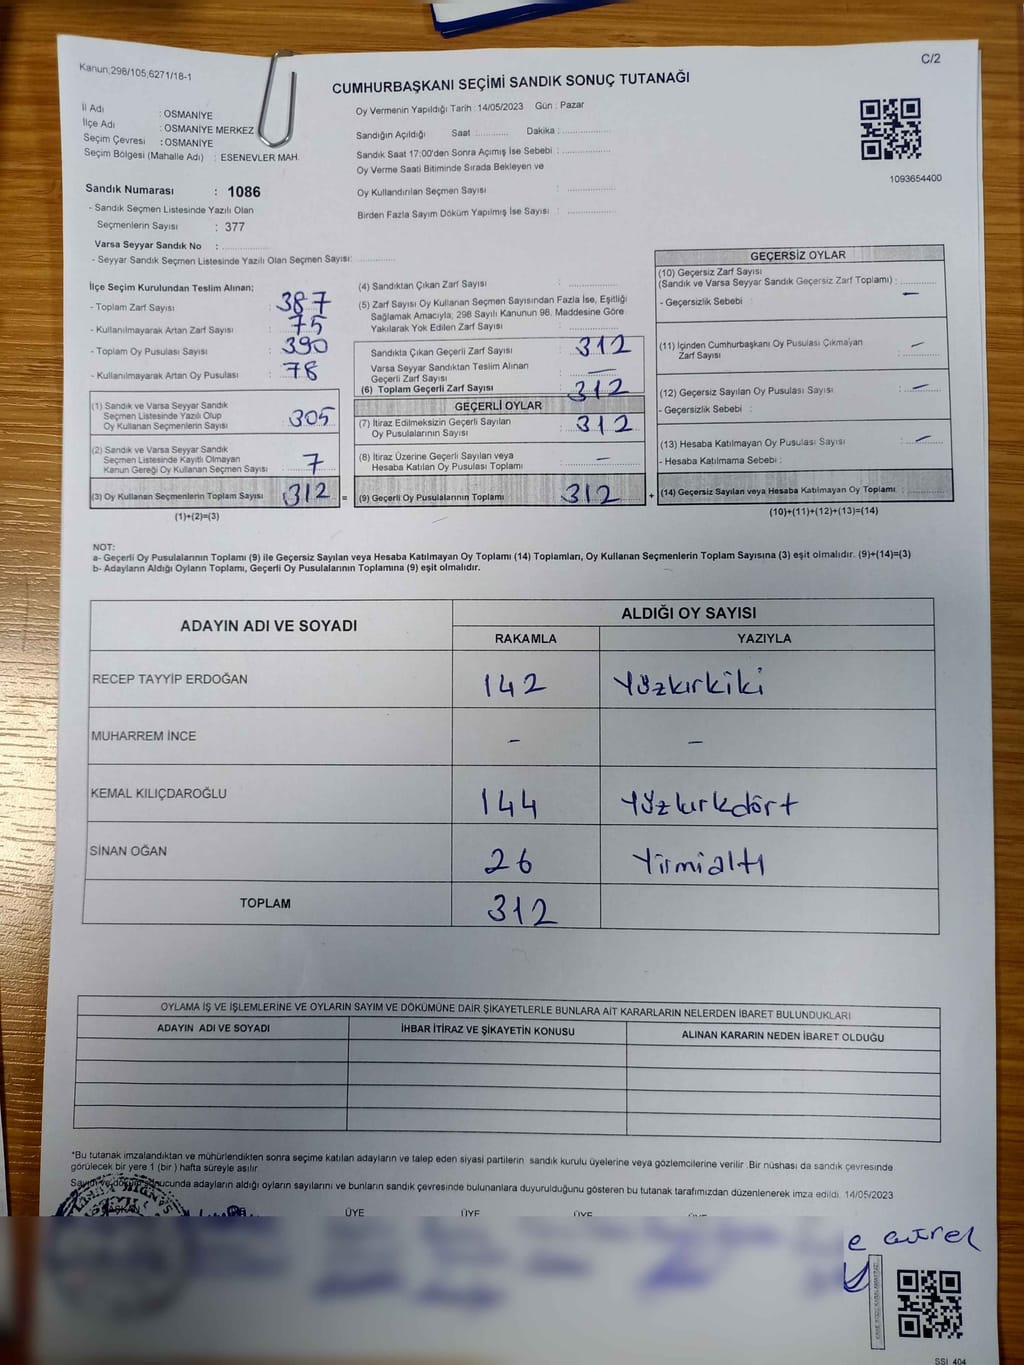 Kanun;298/105,6271/18-1
C/2
CUMHURBAŞKANI SEÇİMİ SANDIK SONUÇ TUTANAĞI
İl Adı : OSMANİYE
İlçe Adı : OSMANİYE MERKEZ
Seçim Çevresi : OSMANİYE
Seçim Bölgesi (Mahalle Adı) : ESENEVLER MAH.
Oy Vermenin Yapıldığı Tarih : 14/05/2023 Gün : Pazar
Sandığın Açıldığı Saat :.......... Dakika :..............
Sandık Saat 17:00'den Sonra Açımış İse Sebebi :..............
Oy Verme Saati Bitiminde Sırada Bekleyen ve
Oy Kullandırılan Seçmen Sayısı :..............
Birden Fazla Sayım Döküm Yapılmış İse Sayısı :..............
1093654400
Sandık Numarası : 1086
- Sandık Seçmen Listesinde Yazılı Olan
Seçmenlerin Sayısı : 377
Varsa Seyyar Sandık No :..............
- Seyyar Sandık Seçmen Listesinde Yazılı Olan Seçmen Sayısı:............
İlçe Seçim Kurulundan Teslim Alınan;
- Toplam Zarf Sayısı : 387
- Kullanılmayarak Artan Zarf Sayısı : 75
- Toplam Oy Pusulası Sayısı : 390
- Kullanılmayarak Artan Oy Pusulası : 78
(1) Sandık ve Varsa Seyyar Sandık
Seçmen Listesinde Yazılı Olup
Oy Kullanan Seçmenlerin Sayısı : 305
(2) Sandık ve Varsa Seyyar Sandık
Seçmen Listesinde Kayıtlı Olmayan
Kanun Gereği Oy Kullanan Seçmen Sayısı : 7
(3) Oy Kullanan Seçmenlerin Toplam Sayısı : 312 =
(1)+(2)=(3)
(4) Sandıktan Çıkan Zarf Sayısı :..............
(5) Zarf Sayısı Oy Kullanan Seçmen Sayısından Fazla İse, Eşitliği
Sağlamak Amacıyla, 298 Sayılı Kanunun 98. Maddesine Göre
Yakılarak Yok Edilen Zarf Sayısı :..............
Sandıkta Çıkan Geçerli Zarf Sayısı : 312
Varsa Seyyar Sandıktan Teslim Alınan
Geçerli Zarf Sayısı : –
(6) Toplam Geçerli Zarf Sayısı : 312
GEÇERLİ OYLAR
(7) İtiraz Edilmeksizin Geçerli Sayılan
Oy Pusulalarının Sayısı : 312
(8) İtiraz Üzerine Geçerli Sayılan veya
Hesaba Katılan Oy Pusulası Toplamı : –
(9) Geçerli Oy Pusulalarının Toplamı : 312 +
GEÇERSİZ OYLAR
(10) Geçersiz Zarf Sayısı
(Sandık ve Varsa Seyyar Sandık Geçersiz Zarf Toplamı) : –
- Geçersizlik Sebebi :
(11) İçinden Cumhurbaşkanı Oy Pusulası Çıkmayan
Zarf Sayısı : –
(12) Geçersiz Sayılan Oy Pusulası Sayısı : –
- Geçersizlik Sebebi :
(13) Hesaba Katılmayan Oy Pusulası Sayısı : –
- Hesaba Katılmama Sebebi :
(14) Geçersiz Sayılan veya Hesaba Katılmayan Oy Toplamı :..........
(10)+(11)+(12)+(13)=(14)
NOT:
a- Geçerli Oy Pusulalarının Toplamı (9) ile Geçersiz Sayılan veya Hesaba Katılmayan Oy Toplamı (14) Toplamları, Oy Kullanan Seçmenlerin Toplam Sayısına (3) eşit olmalıdır. (9)+(14)=(3)
b- Adayların Aldığı Oyların Toplamı, Geçerli Oy Pusulalarının Toplamına (9) eşit olmalıdır.
ADAYIN ADI VE SOYADI
ALDIĞI OY SAYISI
RAKAMLA YAZIYLA
RECEP TAYYİP ERDOĞAN 142 Yüzkırkiki
MUHARREM İNCE – –
KEMAL KILIÇDAROĞLU 144 Yüzkırkdört
SİNAN OĞAN 26 Yirmialtı
TOPLAM 312
OYLAMA İŞ VE İŞLEMLERİNE VE OYLARIN SAYIM VE DÖKÜMÜNE DAİR ŞİKAYETLERLE BUNLARA AİT KARARLARIN NELERDEN İBARET BULUNDUKLARI
ADAYIN ADI VE SOYADI İHBAR İTİRAZ VE ŞİKAYETİN KONUSU ALINAN KARARIN NEDEN İBARET OLDUĞU
*Bu tutanak imzalandıktan ve mühürlendikten sonra seçime katılan adayların ve talep eden siyasi partilerin sandık kurulu üyelerine veya gözlemcilerine verilir .Bir nüshası da sandık çevresinde
görülecek bir yere 1 (bir ) hafta süreyle asılır.
Sayım ve döküm sonucunda adayların aldığı oyların sayılarını ve bunların sandık çevresinde bulunanlara duyurulduğunu gösteren bu tutanak tarafımızdan düzenlenerek imza edildi. 14/05/2023
BAŞKAN ÜYE ÜYE ÜYE
SSI 404